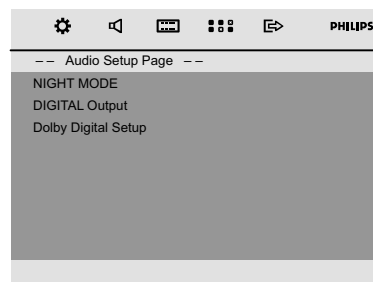 PHILIPS
-- Audio Setup Page --
NIGHT MODE
DIGITAL Output
Dolby Digital Setup